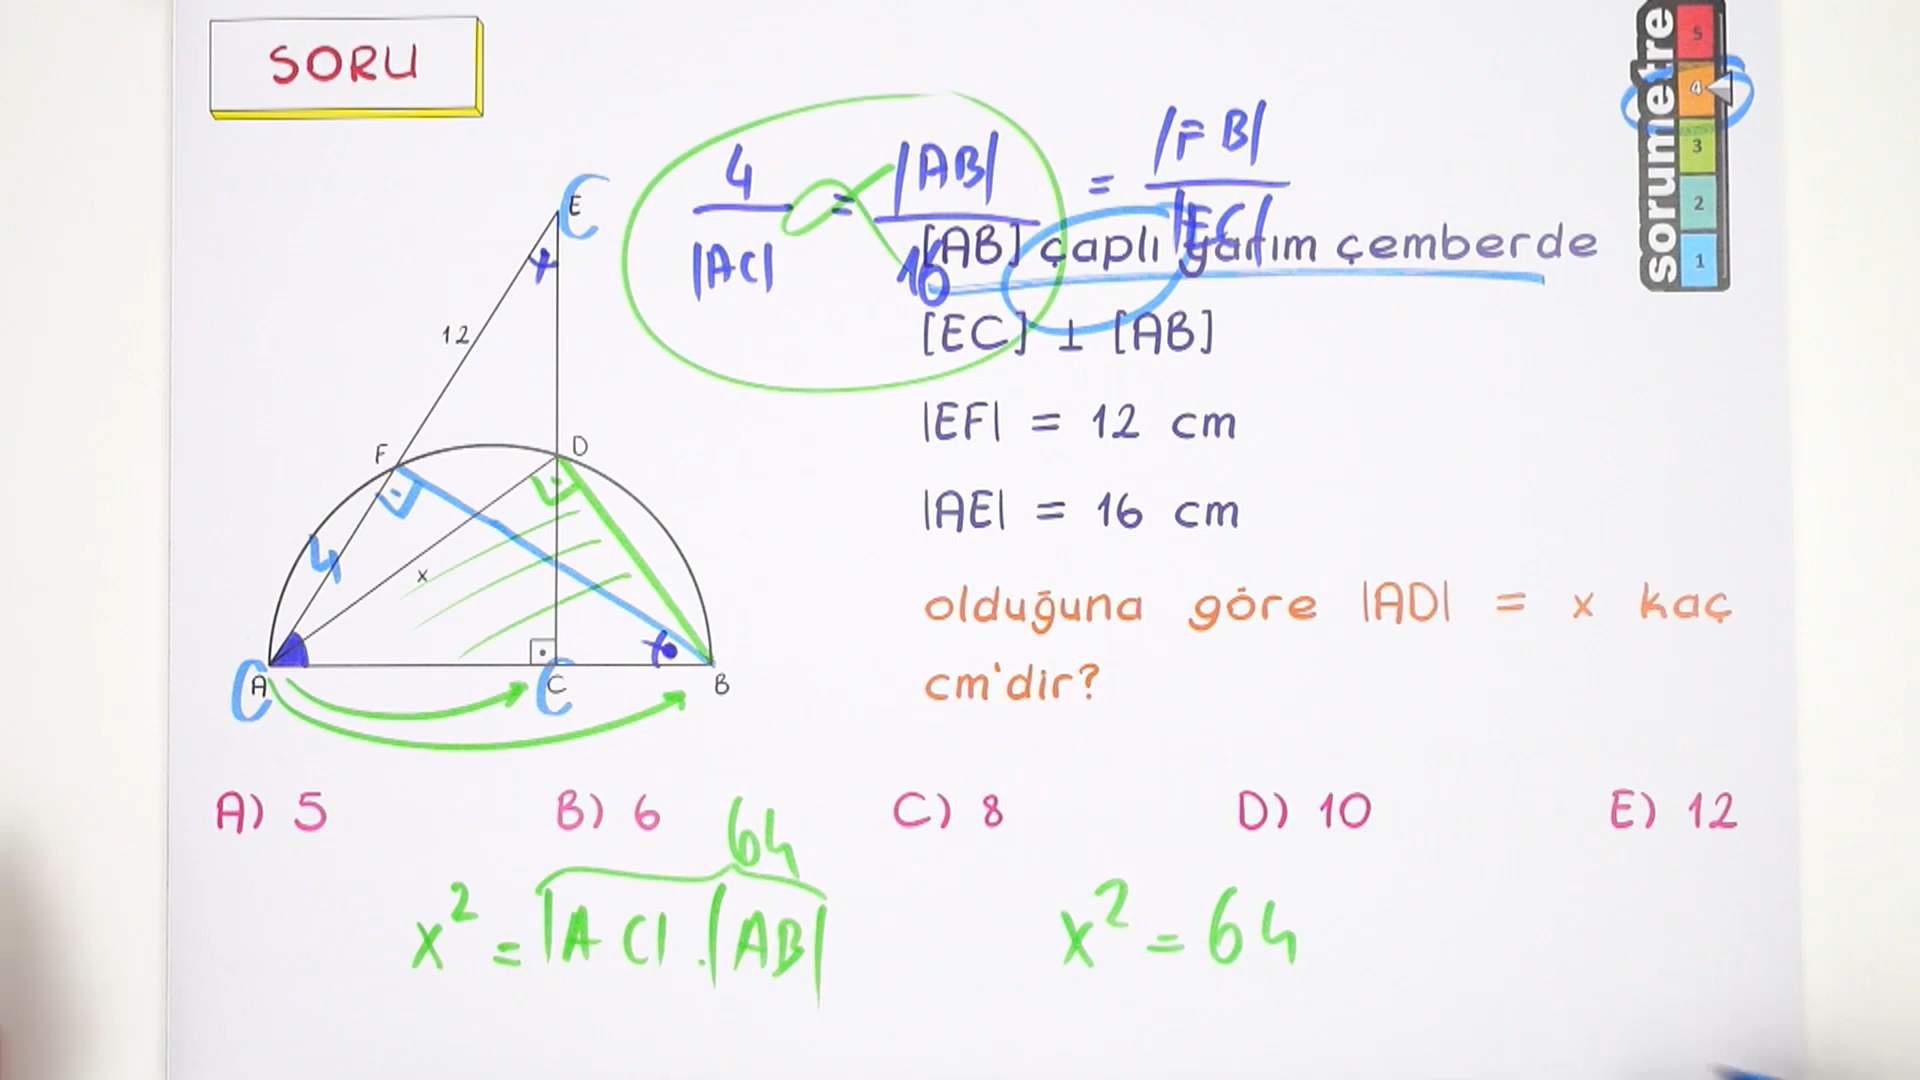 SORU
sorumetre
5
4
3
2
1
4 / |AC| = |AB| / 16 = |FB| / |EC|
[AB] çaplı yarım çemberde
[EC] ⊥ [AB]
|EF| = 12 cm
|AE| = 16 cm
olduğuna göre |AD| = x kaç
cm'dir?
E
x
12
F
D
4
x
x
A
C
B
A) 5
B) 6
C) 8
D) 10
E) 12
64
x² = |AC| . |AB|
x² = 64